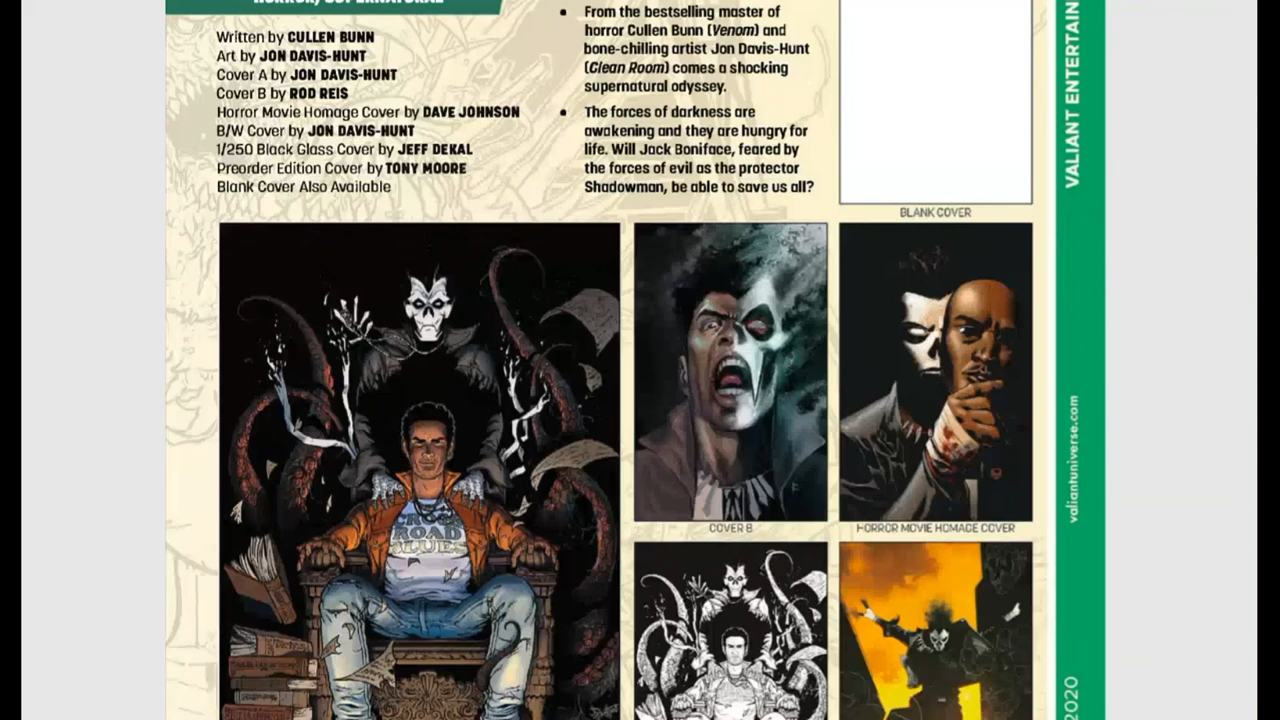 HORROR, SUPERNATURAL
Written by CULLEN BUNN
Art by JON DAVIS-HUNT
Cover A by JON DAVIS-HUNT
Cover B by ROD REIS
Horror Movie Homage Cover by DAVE JOHNSON
B/W Cover by JON DAVIS-HUNT
1/250 Black Glass Cover by JEFF DEKAL
Preorder Edition Cover by TONY MOORE
Blank Cover Also Available
• From the bestselling master of
horror Cullen Bunn (Venom) and
bone-chilling artist Jon Davis-Hunt
(Clean Room) comes a shocking
supernatural odyssey.
• The forces of darkness are
awakening and they are hungry for
life. Will Jack Boniface, feared by
the forces of evil as the protector
Shadowman, be able to save us all?
BLANK COVER
CROSS
ROAD
BLUES
COVER B
HORROR MOVIE HOMAGE COVER
VALIANT ENTERTAIN
valiantuniverse.com
2020